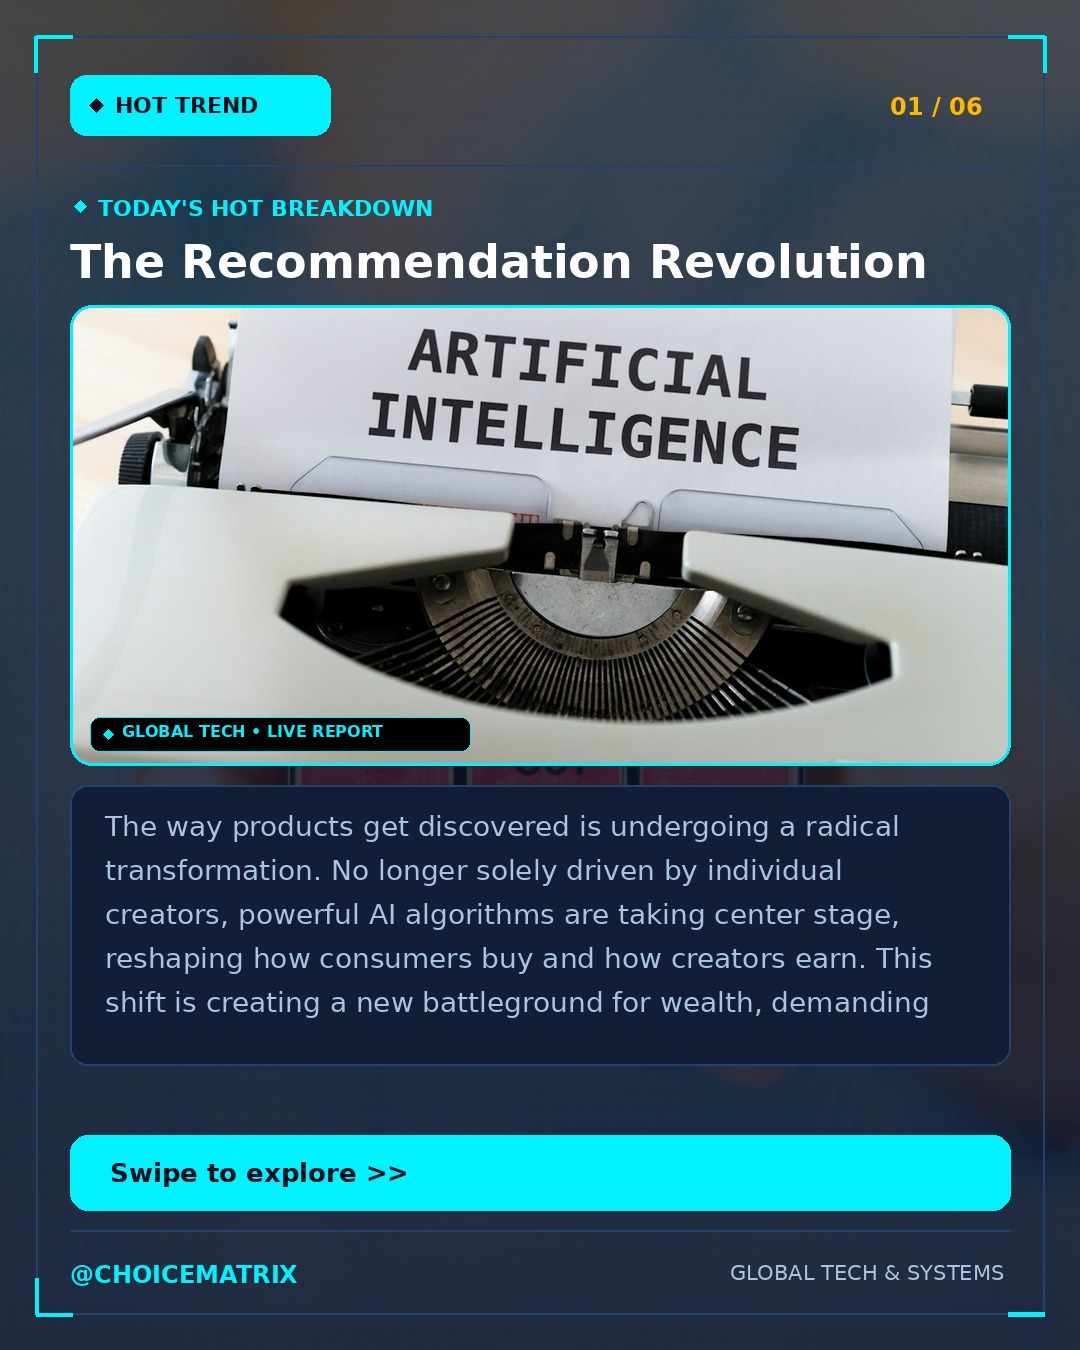 HOT TREND
01 / 06
TODAY'S HOT BREAKDOWN
The Recommendation Revolution
ARTIFICIAL
INTELLIGENCE
GLOBAL TECH • LIVE REPORT
The way products get discovered is undergoing a radical
transformation. No longer solely driven by individual
creators, powerful AI algorithms are taking center stage,
reshaping how consumers buy and how creators earn. This
shift is creating a new battleground for wealth, demanding
Swipe to explore >>
@CHOICEMATRIX
GLOBAL TECH & SYSTEMS